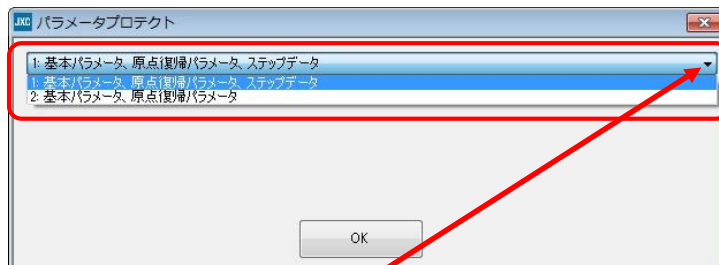 JXC パラメータプロテクト
1: 基本パラメータ、原点復帰パラメータ、ステップデータ
1: 基本パラメータ、原点復帰パラメータ、ステップデータ
2: 基本パラメータ、原点復帰パラメータ
OK